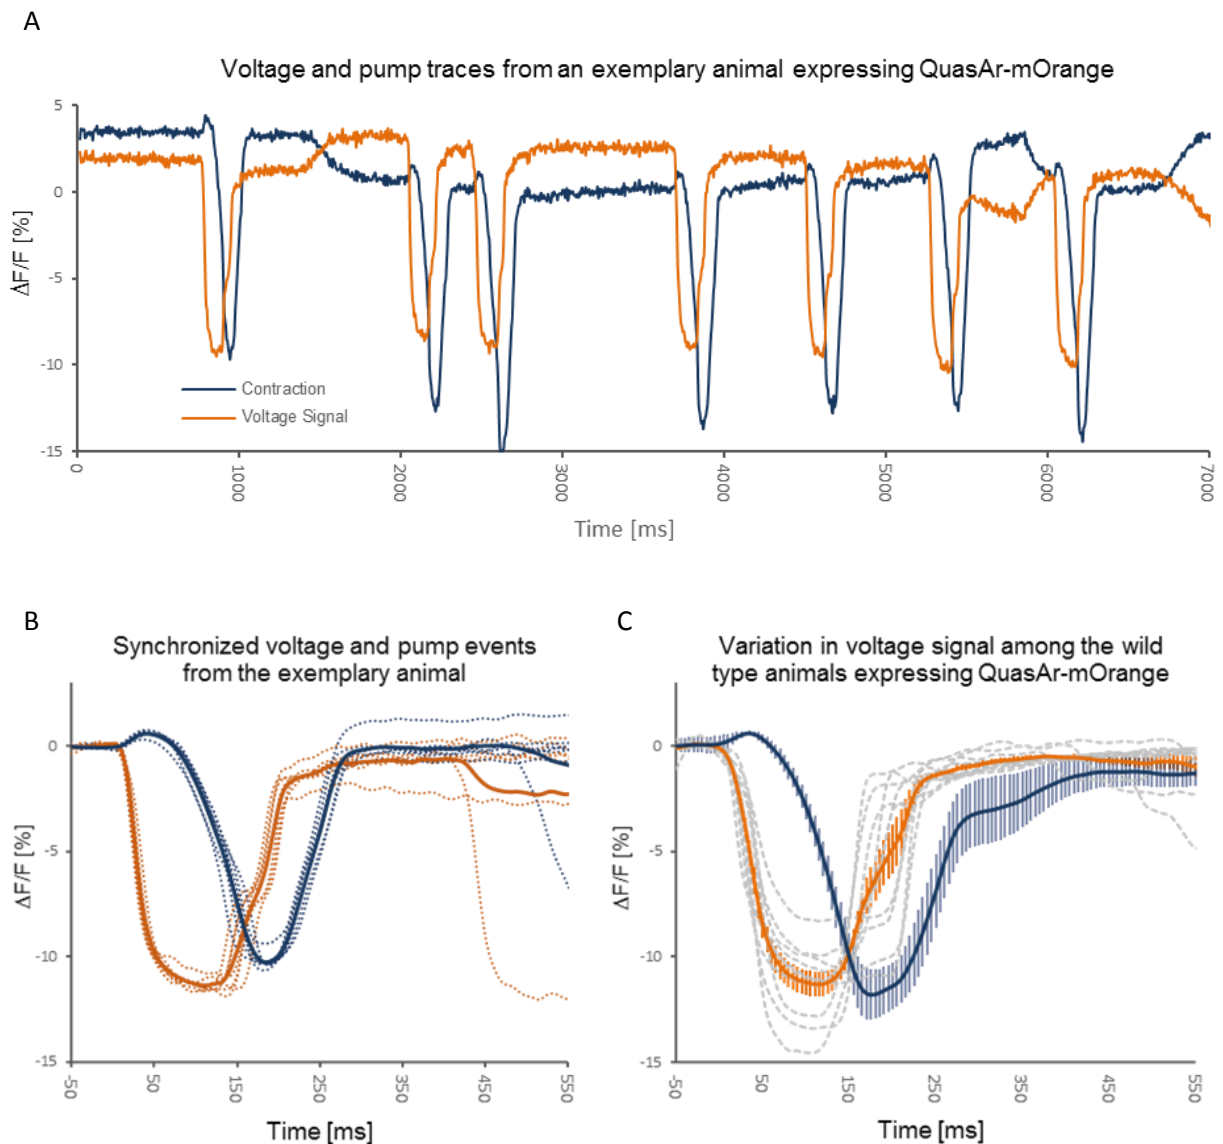 A
Voltage and pump traces from an exemplary animal expressing QuasAr-mOrange
5
0
-5
-10
-15
ΔF/F [%]
Contraction
Voltage Signal
0
1000
2000
3000
4000
5000
6000
7000
Time [ms]
B
Synchronized voltage and pump events
from the exemplary animal
0
-5
-10
-15
ΔF/F [%]
-50
50
150
250
350
450
550
Time [ms]
C
Variation in voltage signal among the wild
type animals expressing QuasAr-mOrange
0
-5
-10
-15
ΔF/F [%]
-50
50
150
250
350
450
550
Time [ms]